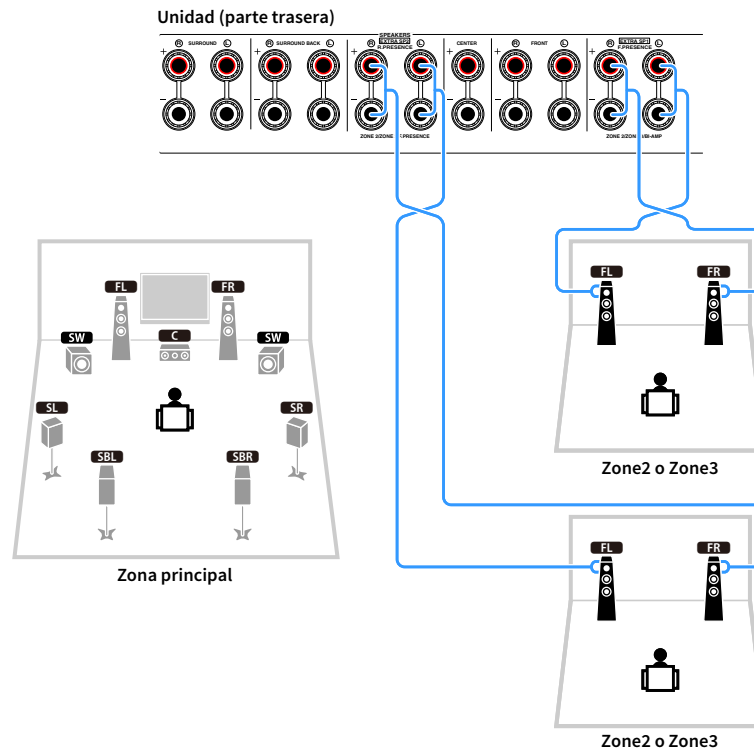 Unidad (parte trasera)
SPEAKERS
EXTRA SP2
EXTRA SP1
R SURROUND L
R SURROUND BACK L
R R.PRESENCE L
CENTER
R FRONT L
R F.PRESENCE L
+ + + + + +
− − − − − −
ZONE 2/ZONE F.PRESENCE
ZONE 2/ZONE /BI-AMP
FL FR
SW C SW
SL SR
SBL SBR
Zona principal
FL FR
Zone2 o Zone3
FL FR
Zone2 o Zone3